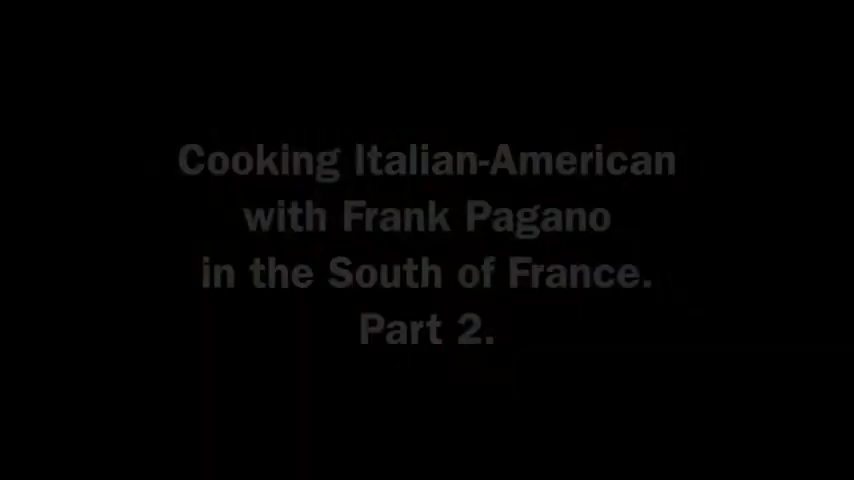 Cooking Italian-American
with Frank Pagano
in the South of France.
Part 2.